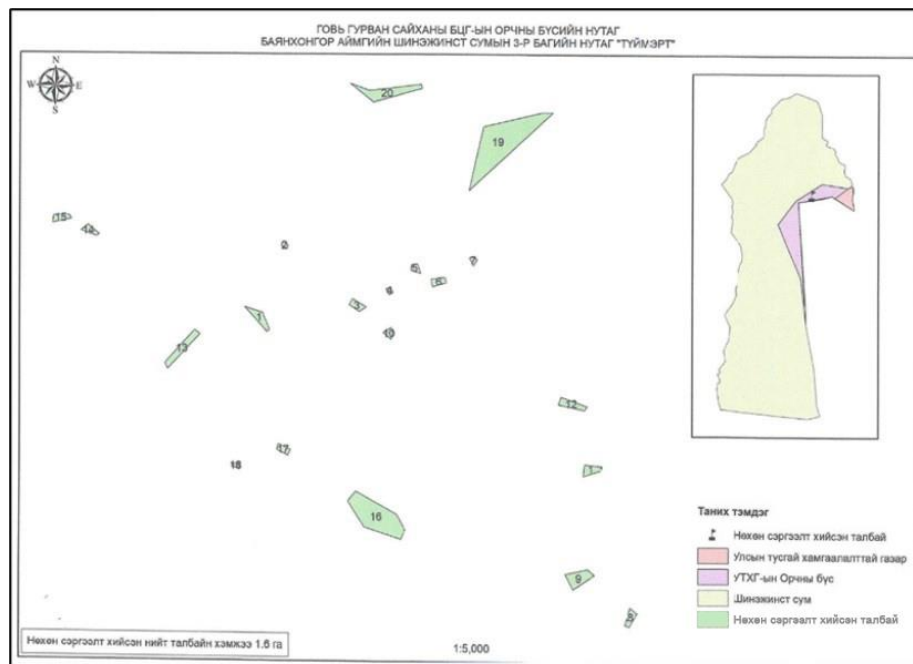 ГОВЬ ГУРВАН САЙХАНЫ БЦГ-ЫН ОРЧНЫ БҮСИЙН НУТАГ
БАЯНХОНГОР АЙМГИЙН ШИНЭЖИНСТ СУМЫН 3-Р БАГИЙН НУТАГ "ТҮЙМЭРТ"
N
W E
S
20
19
15
14
2
5
7
6
4
3
1
10
13
12
17
18
1
16
9
8
Таних тэмдэг
Нөхөн сэргээлт хийсэн талбай
Улсын тусгай хамгаалалттай газар
УТХГ-ын Орчны бүс
Шинэжинст сум
Нөхөн сэргээлт хийсэн талбай
Нөхөн сэргээлт хийсэн нийт талбайн хэмжээ 1.6 га
1:5,000